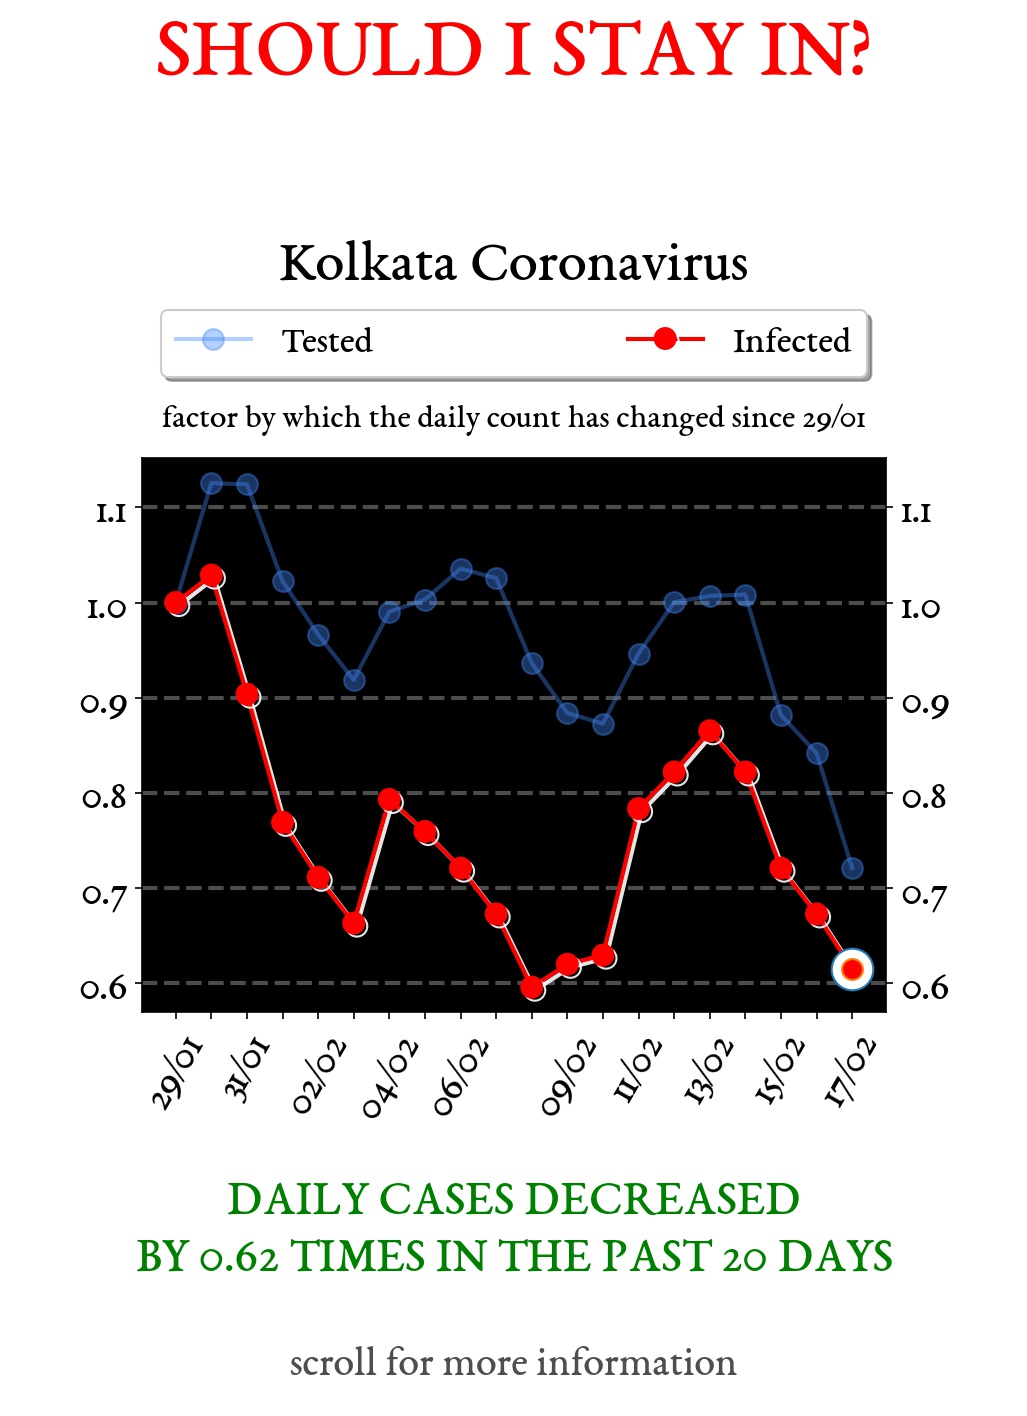 SHOULD I STAY IN?
Kolkata Coronavirus
Tested Infected
factor by which the daily count has changed since 29/01
1.1 1.1
1.0 1.0
0.9 0.9
0.8 0.8
0.7 0.7
0.6 0.6
29/01 31/01 02/02 04/02 06/02 09/02 11/02 13/02 15/02 17/02
DAILY CASES DECREASED
BY 0.62 TIMES IN THE PAST 20 DAYS
scroll for more information